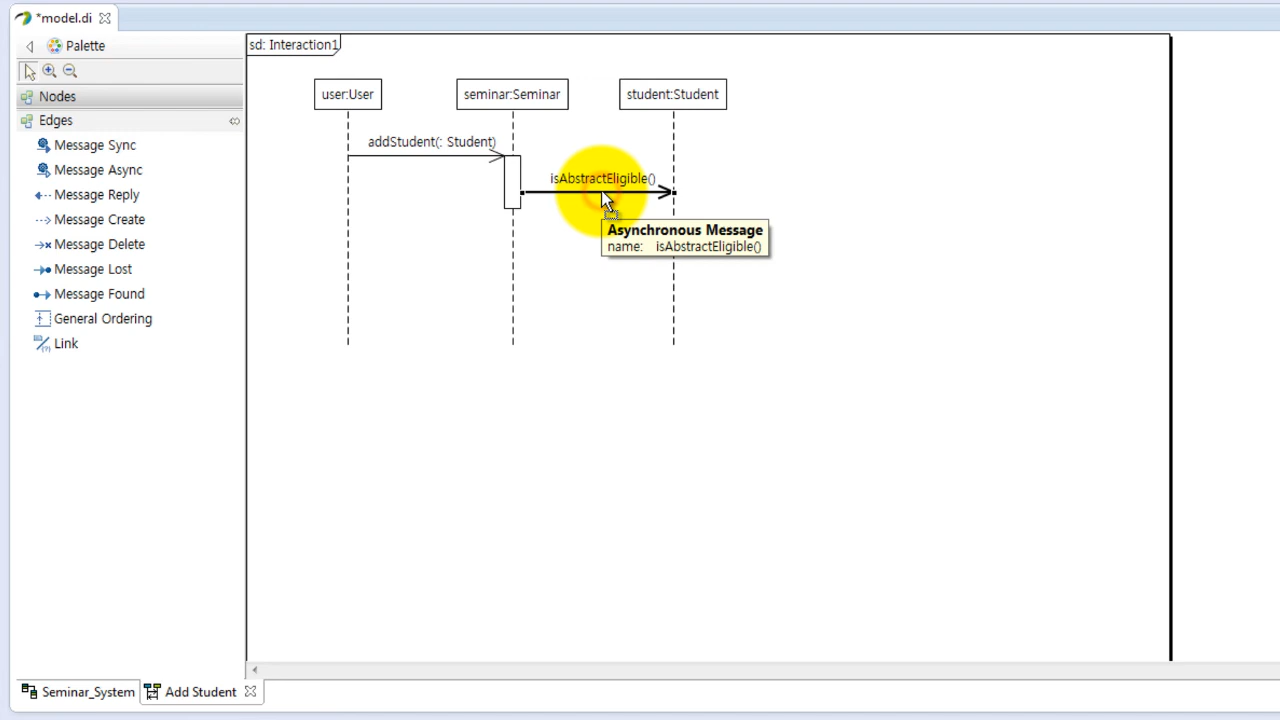 *model.di
Palette
Nodes
Edges
Message Sync
Message Async
Message Reply
Message Create
Message Delete
Message Lost
Message Found
General Ordering
Link
sd: Interaction1
user:User
seminar:Seminar
student:Student
addStudent(: Student)
isAbstractEligible()
Asynchronous Message
name: isAbstractEligible()
Seminar_System
Add Student